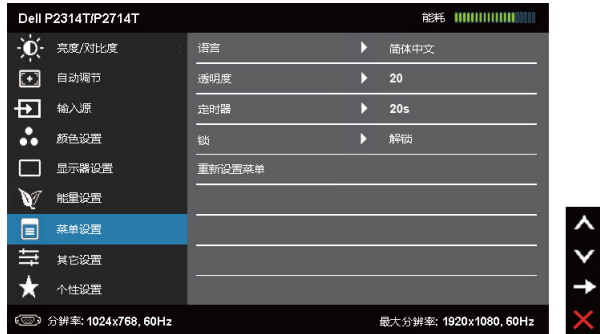 Dell P2314T/P2714T 能耗
亮度/对比度 语言 简体中文
自动调节 透明度 20
输入源 定时器 20s
颜色设置 锁 解锁
显示器设置 重新设置菜单
能量设置
菜单设置
其它设置
个性设置
分辨率: 1024x768, 60Hz 最大分辨率: 1920x1080, 60Hz